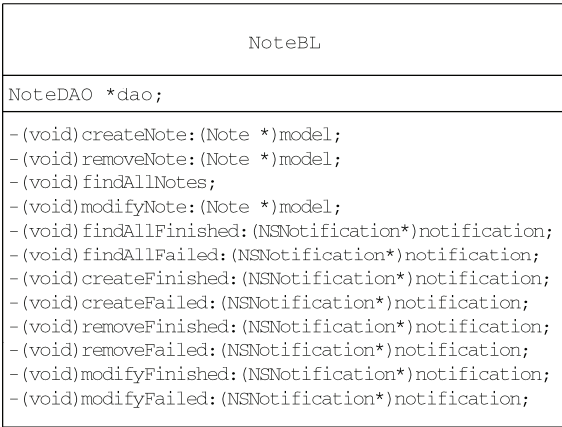 NoteBL
NoteDAO *dao;
-(void)createNote:(Note *)model;
-(void)removeNote:(Note *)model;
-(void)findAllNotes;
-(void)modifyNote:(Note *)model;
-(void)findAllFinished:(NSNotification*)notification;
-(void)findAllFailed:(NSNotification*)notification;
-(void)createFinished:(NSNotification*)notification;
-(void)createFailed:(NSNotification*)notification;
-(void)removeFinished:(NSNotification*)notification;
-(void)removeFailed:(NSNotification*)notification;
-(void)modifyFinished:(NSNotification*)notification;
-(void)modifyFailed:(NSNotification*)notification;